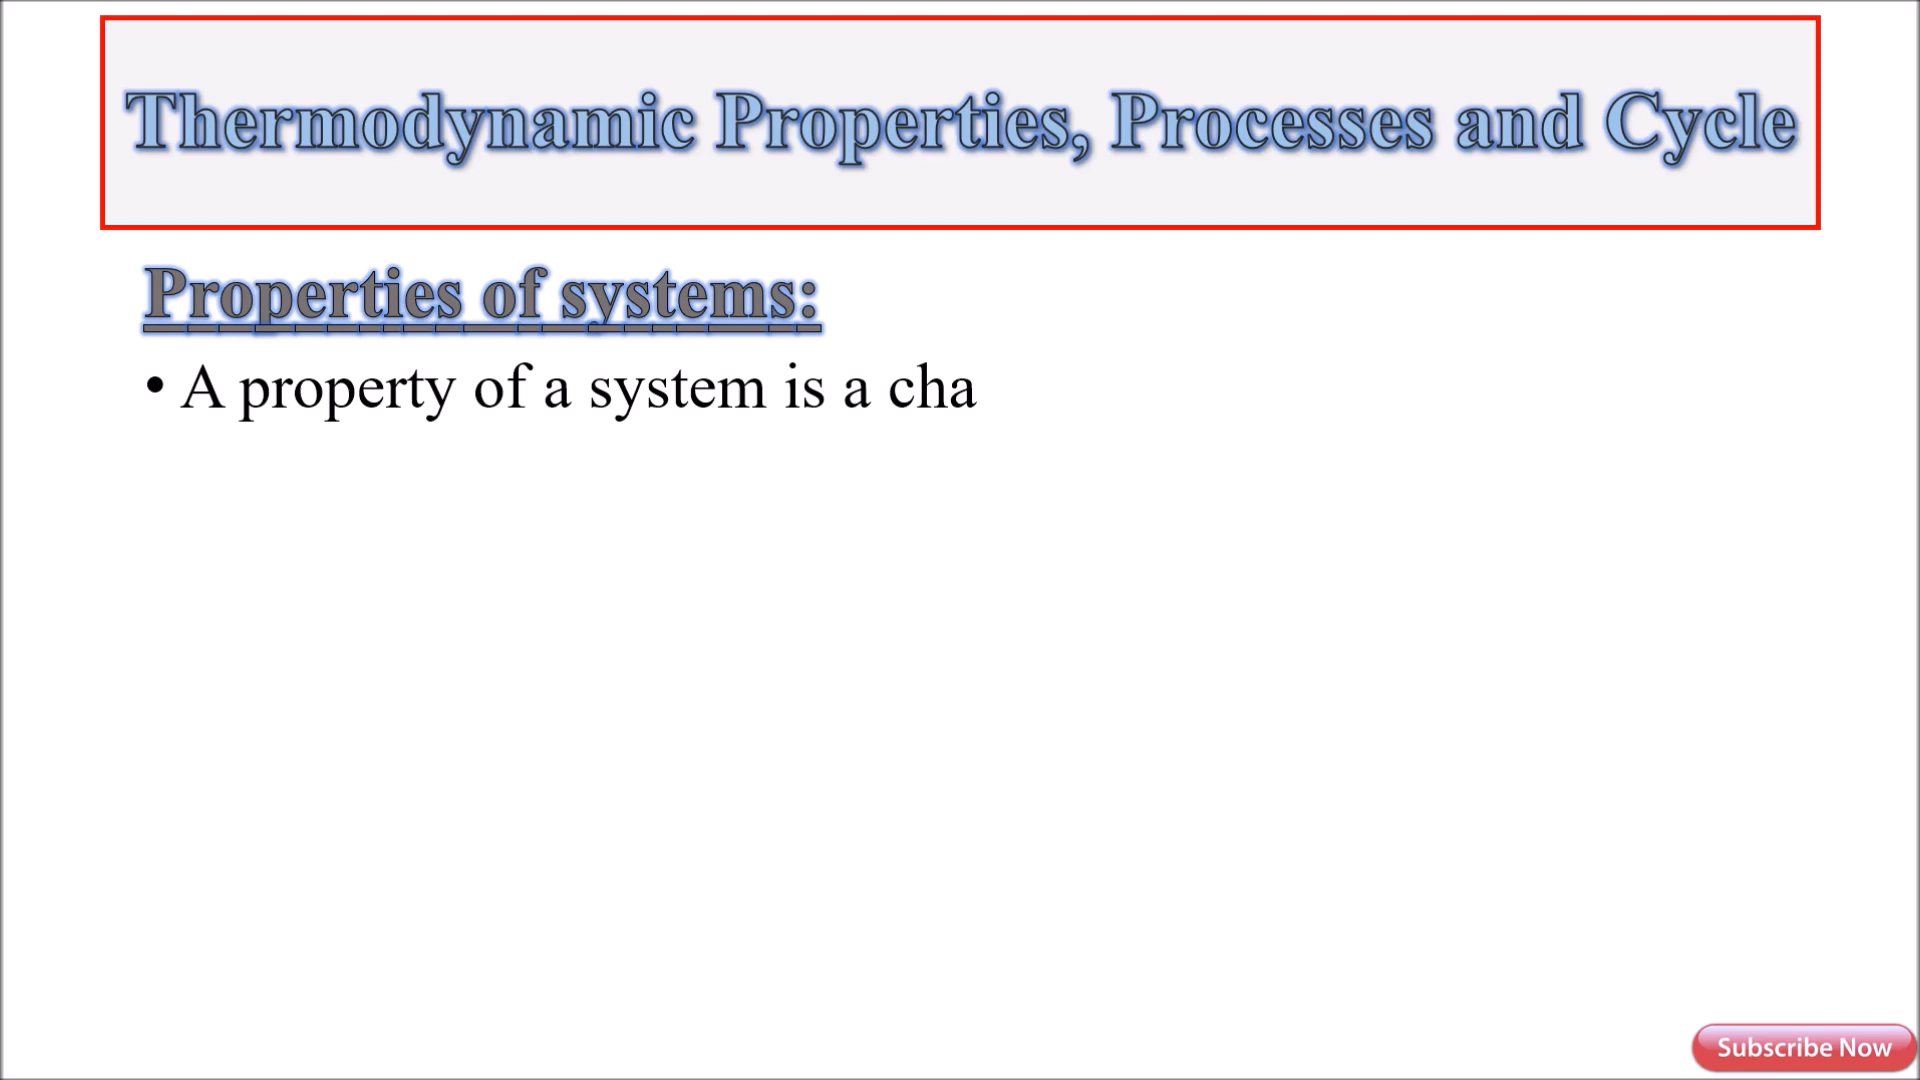 Thermodynamic Properties, Processes and Cycle
Properties of systems:
• A property of a system is a cha
Subscribe Now